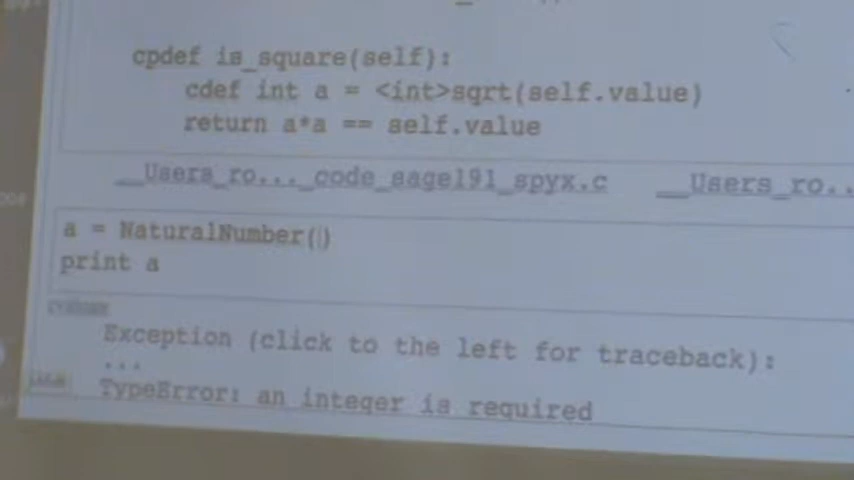 cpdef is_square(self):
cdef int a = <int>sqrt(self.value)
return a*a == self.value
__Users_ro..._code_sage191_spyx.c __Users_ro..
a = NaturalNumber()
print a
Exception (click to the left for traceback):
...
TypeError: an integer is required